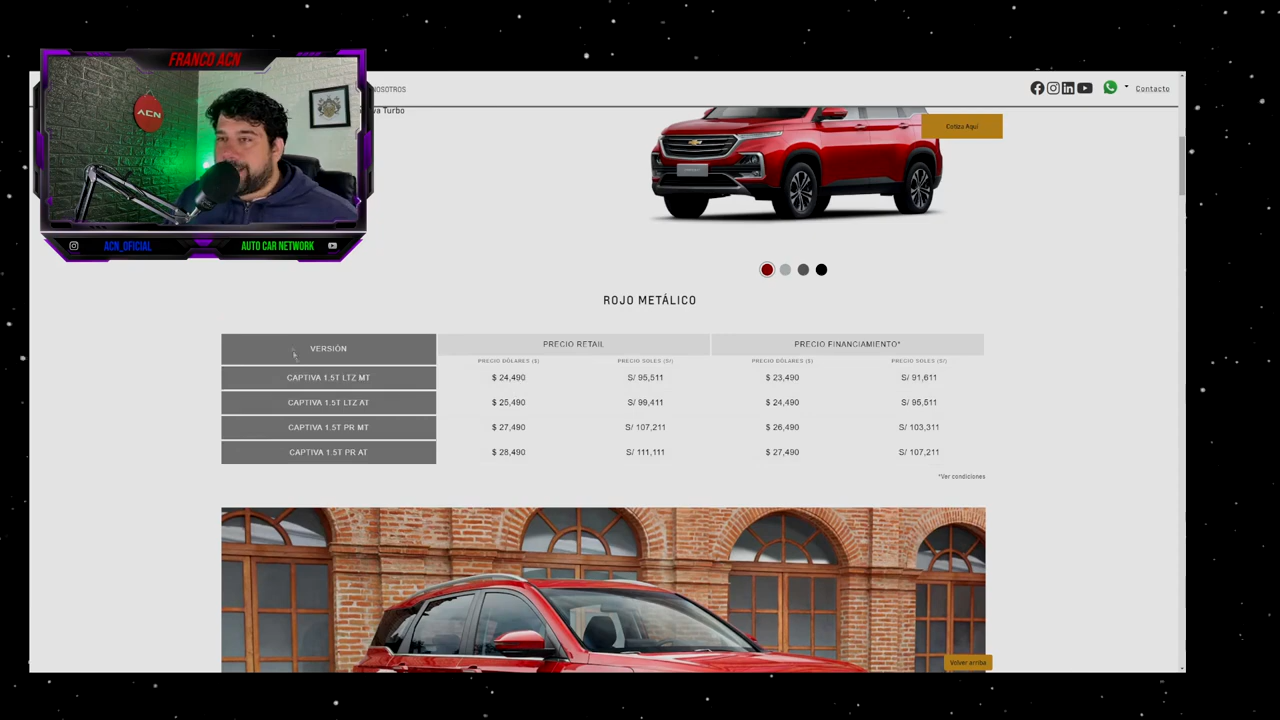 FRANCO ACN
ACN
ACN_OFICIAL
AUTO CAR NETWORK
NOSOTROS
Contacto
va Turbo
Cotiza Aquí
ROJO METÁLICO
VERSIÓN PRECIO RETAIL PRECIO FINANCIAMIENTO*
PRECIO DÓLARES ($) PRECIO SOLES (S/) PRECIO DÓLARES ($) PRECIO SOLES (S/)
CAPTIVA 1.5T LTZ MT $ 24,490 S/ 95,511 $ 23,490 S/ 91,611
CAPTIVA 1.5T LTZ AT $ 25,490 S/ 99,411 $ 24,490 S/ 95,511
CAPTIVA 1.5T PR MT $ 27,490 S/ 107,211 $ 26,490 S/ 103,311
CAPTIVA 1.5T PR AT $ 28,490 S/ 111,111 $ 27,490 S/ 107,211
*Ver condiciones
Volver arriba